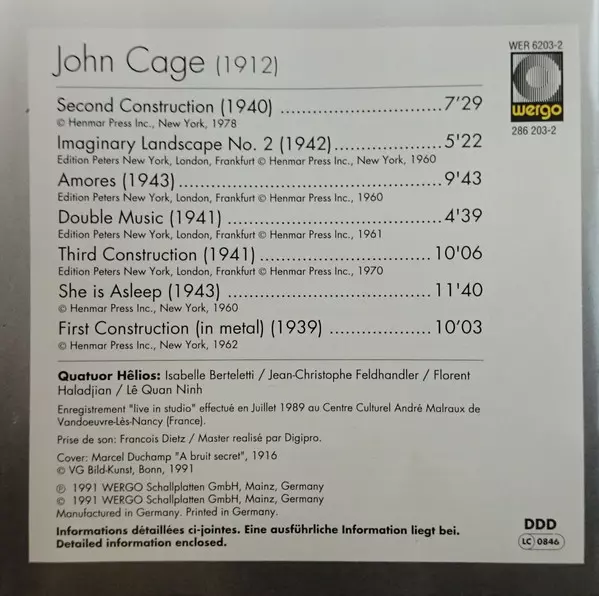 John Cage (1912)
WER 6203-2
wergo
286 203-2
Second Construction (1940) ..................7’29
© Henmar Press Inc., New York, 1978
Imaginary Landscape No. 2 (1942)..................5'22
Edition Peters New York, London, Frankfurt © Henmar Press Inc., New York, 1960
Amores (1943)..................9'43
Edition Peters New York, London, Frankfurt © Henmar Press Inc., 1960
Double Music (1941) ..................4'39
Edition Peters New York, London, Frankfurt © Henmar Press Inc., 1961
Third Construction (1941) ..................10'06
Edition Peters New York, London, Frankfurt © Henmar Press Inc., 1970
She is Asleep (1943) ..................11'40
© Henmar Press Inc., New York, 1960
First Construction (in metal) (1939) ..................10’03
© Henmar Press Inc., New York, 1962
Quatuor Hêlios: Isabelle Berteletti / Jean-Christophe Feldhandler / Florent
Haladjian / Lê Quan Ninh
Enregistrement "live in studio" effectué en Juillet 1989 au Centre Culturel André Malraux de
Vandoeuvre-Lès-Nancy (France).
Prise de son: Francois Dietz / Master realisé par Digipro.
Cover: Marcel Duchamp "A bruit secret", 1916
© VG Bild-Kunst, Bonn, 1991
℗ 1991 WERGO Schallplatten GmbH, Mainz, Germany
© 1991 WERGO Schallplatten GmbH, Mainz, Germany
Manufactured in Germany. Printed in Germany.
Informations détaillées ci-jointes. Eine ausführliche Information liegt bei.
Detailed information enclosed.
DDD
LC 0846